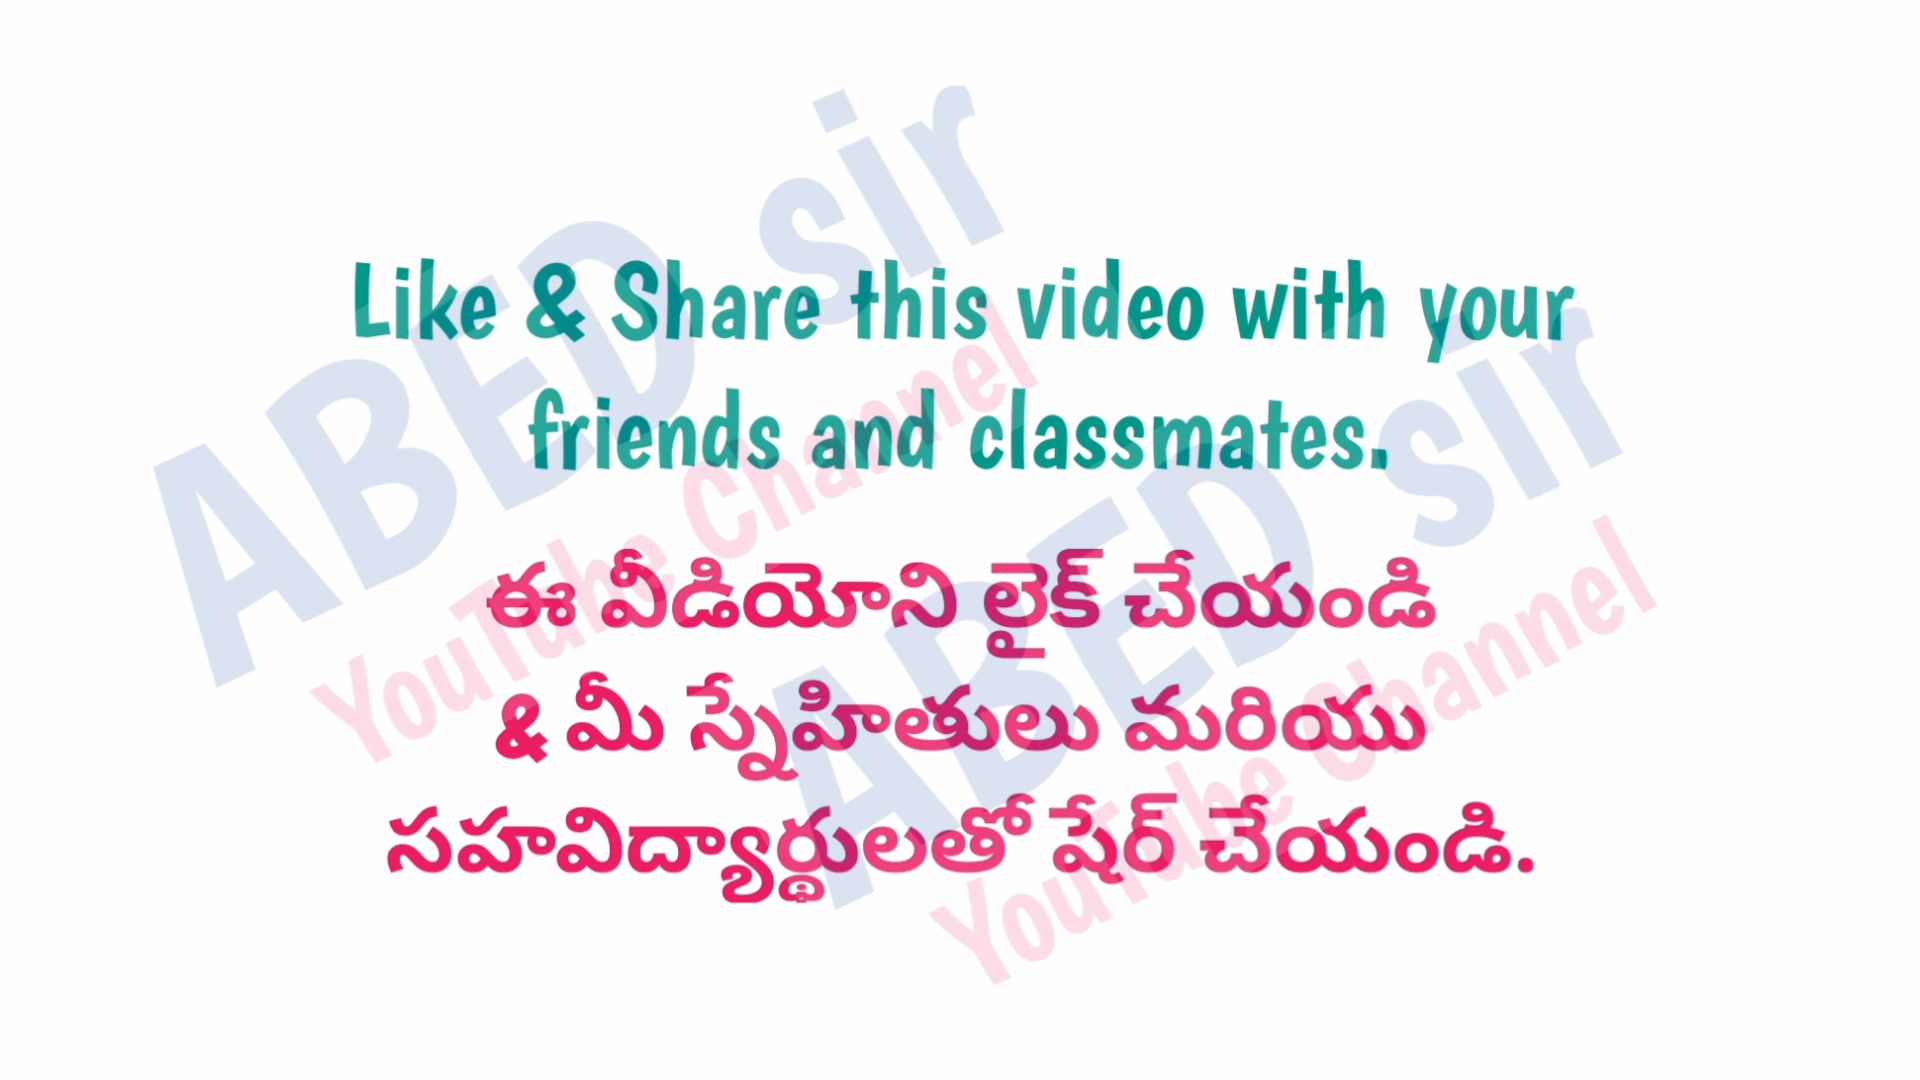 Like & Share this video with your
friends and classmates.
ఈ వీడియోని లైక్ చేయండి
& మీ స్నేహితులు మరియు
సహవిద్యార్థులతో షేర్ చేయండి.
ABED sir
YouTube Channel
ABED sir
YouTube Channel